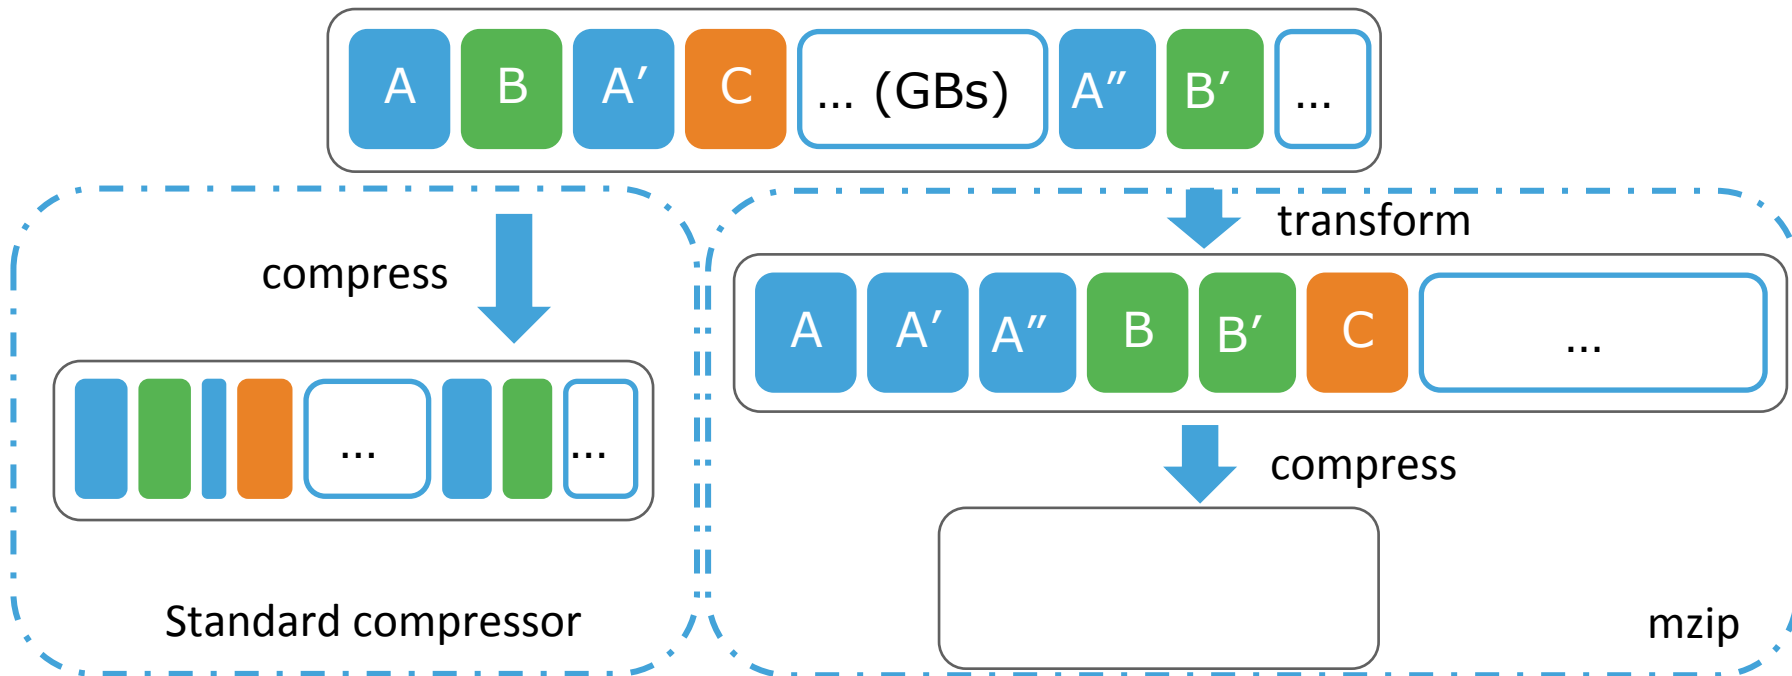 A B A′ C ... (GBs) A″ B′ ...
compress
... ...
Standard compressor
transform
A A′ A″ B B′ C ...
compress
mzip